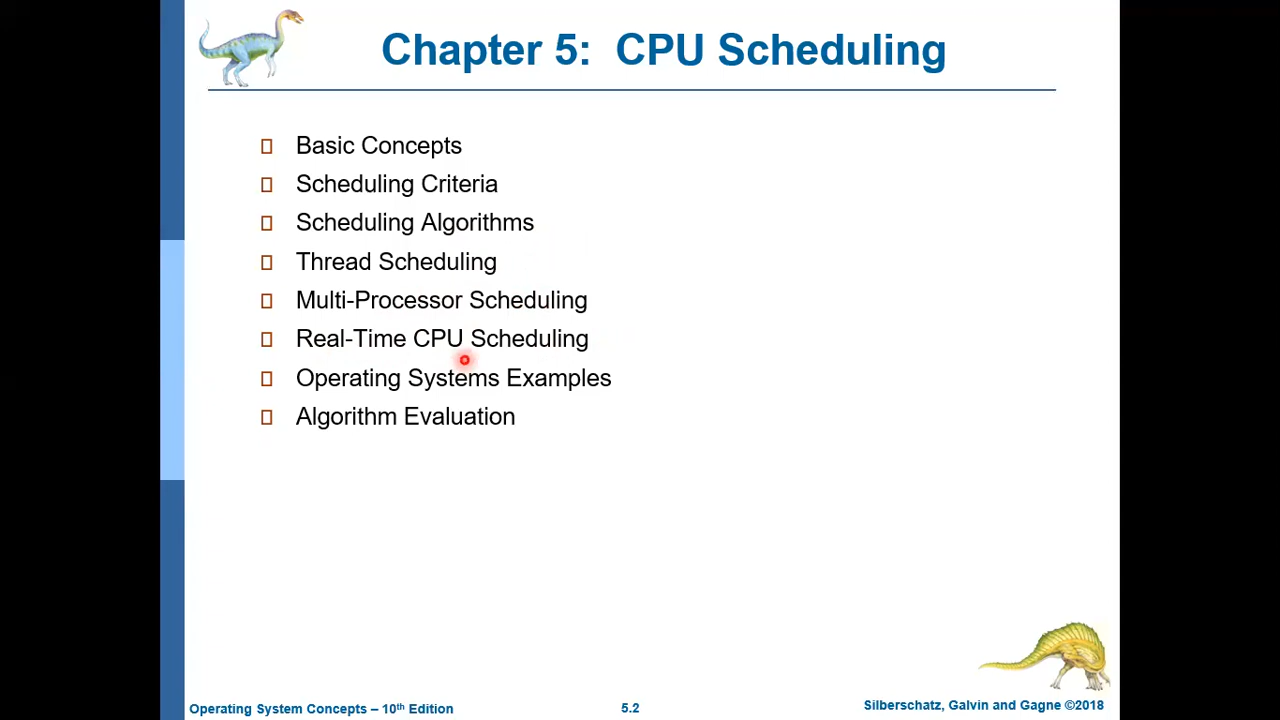 Chapter 5: CPU Scheduling
Basic Concepts
Scheduling Criteria
Scheduling Algorithms
Thread Scheduling
Multi-Processor Scheduling
Real-Time CPU Scheduling
Operating Systems Examples
Algorithm Evaluation
Operating System Concepts – 10th Edition
5.2
Silberschatz, Galvin and Gagne ©2018